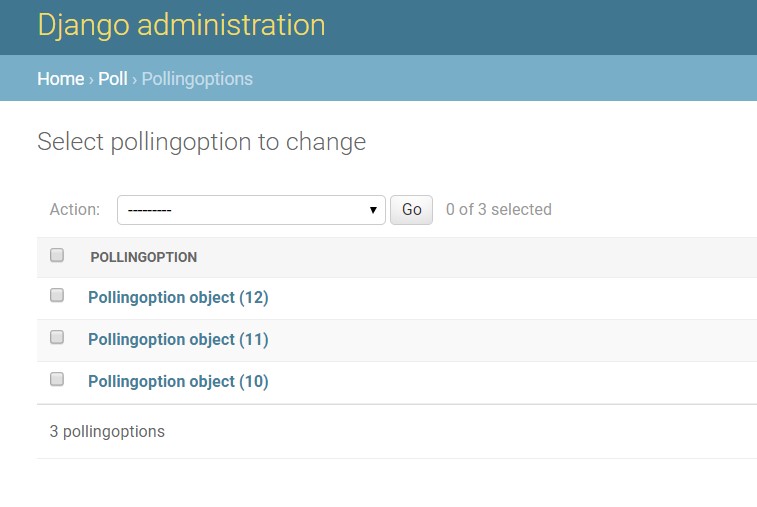 Django administration
Home › Poll › Pollingoptions
Select pollingoption to change
Action: --------- Go 0 of 3 selected
POLLINGOPTION
Pollingoption object (12)
Pollingoption object (11)
Pollingoption object (10)
3 pollingoptions